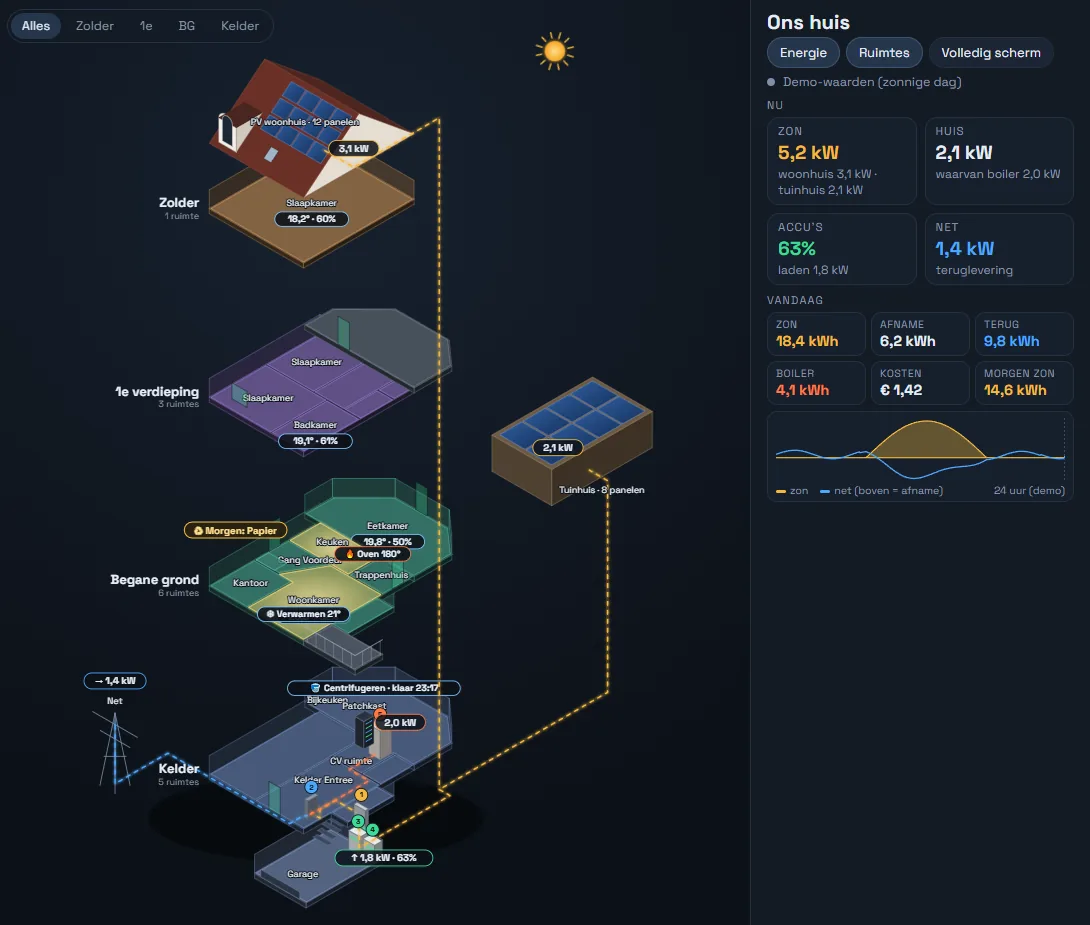 Alles
Zolder
1e
BG
Kelder
PV woonhuis · 12 panelen
3,1 kW
Zolder
1 ruimte
Slaapkamer
18,2° · 60%
1e verdieping
3 ruimtes
Slaapkamer
Slaapkamer
Badkamer
19,1° · 61%
2,1 kW
Tuinhuis · 8 panelen
Morgen: Papier
Eetkamer
Keuken
19,8° · 50%
Oven 180°
Gang Voordeur
Trappenhuis
Begane grond
6 ruimtes
Kantoor
Woonkamer
❄ Verwarmen 21°
→ 1,4 kW
Net
Centrifugeren · klaar 23:17
Bijkeuken
Patchkast
5
2,0 kW
Kelder
5 ruimtes
CV ruimte
Kelder Entree
2
1
3
4
↑ 1,8 kW · 63%
Garage
Ons huis
Energie
Ruimtes
Volledig scherm
Demo-waarden (zonnige dag)
NU
ZON
5,2 kW
woonhuis 3,1 kW ·
tuinhuis 2,1 kW
HUIS
2,1 kW
waarvan boiler 2,0 kW
ACCU'S
63%
laden 1,8 kW
NET
1,4 kW
teruglevering
VANDAAG
ZON
18,4 kWh
AFNAME
6,2 kWh
TERUG
9,8 kWh
BOILER
4,1 kWh
KOSTEN
€ 1,42
MORGEN ZON
14,6 kWh
zon
net (boven = afname)
24 uur (demo)